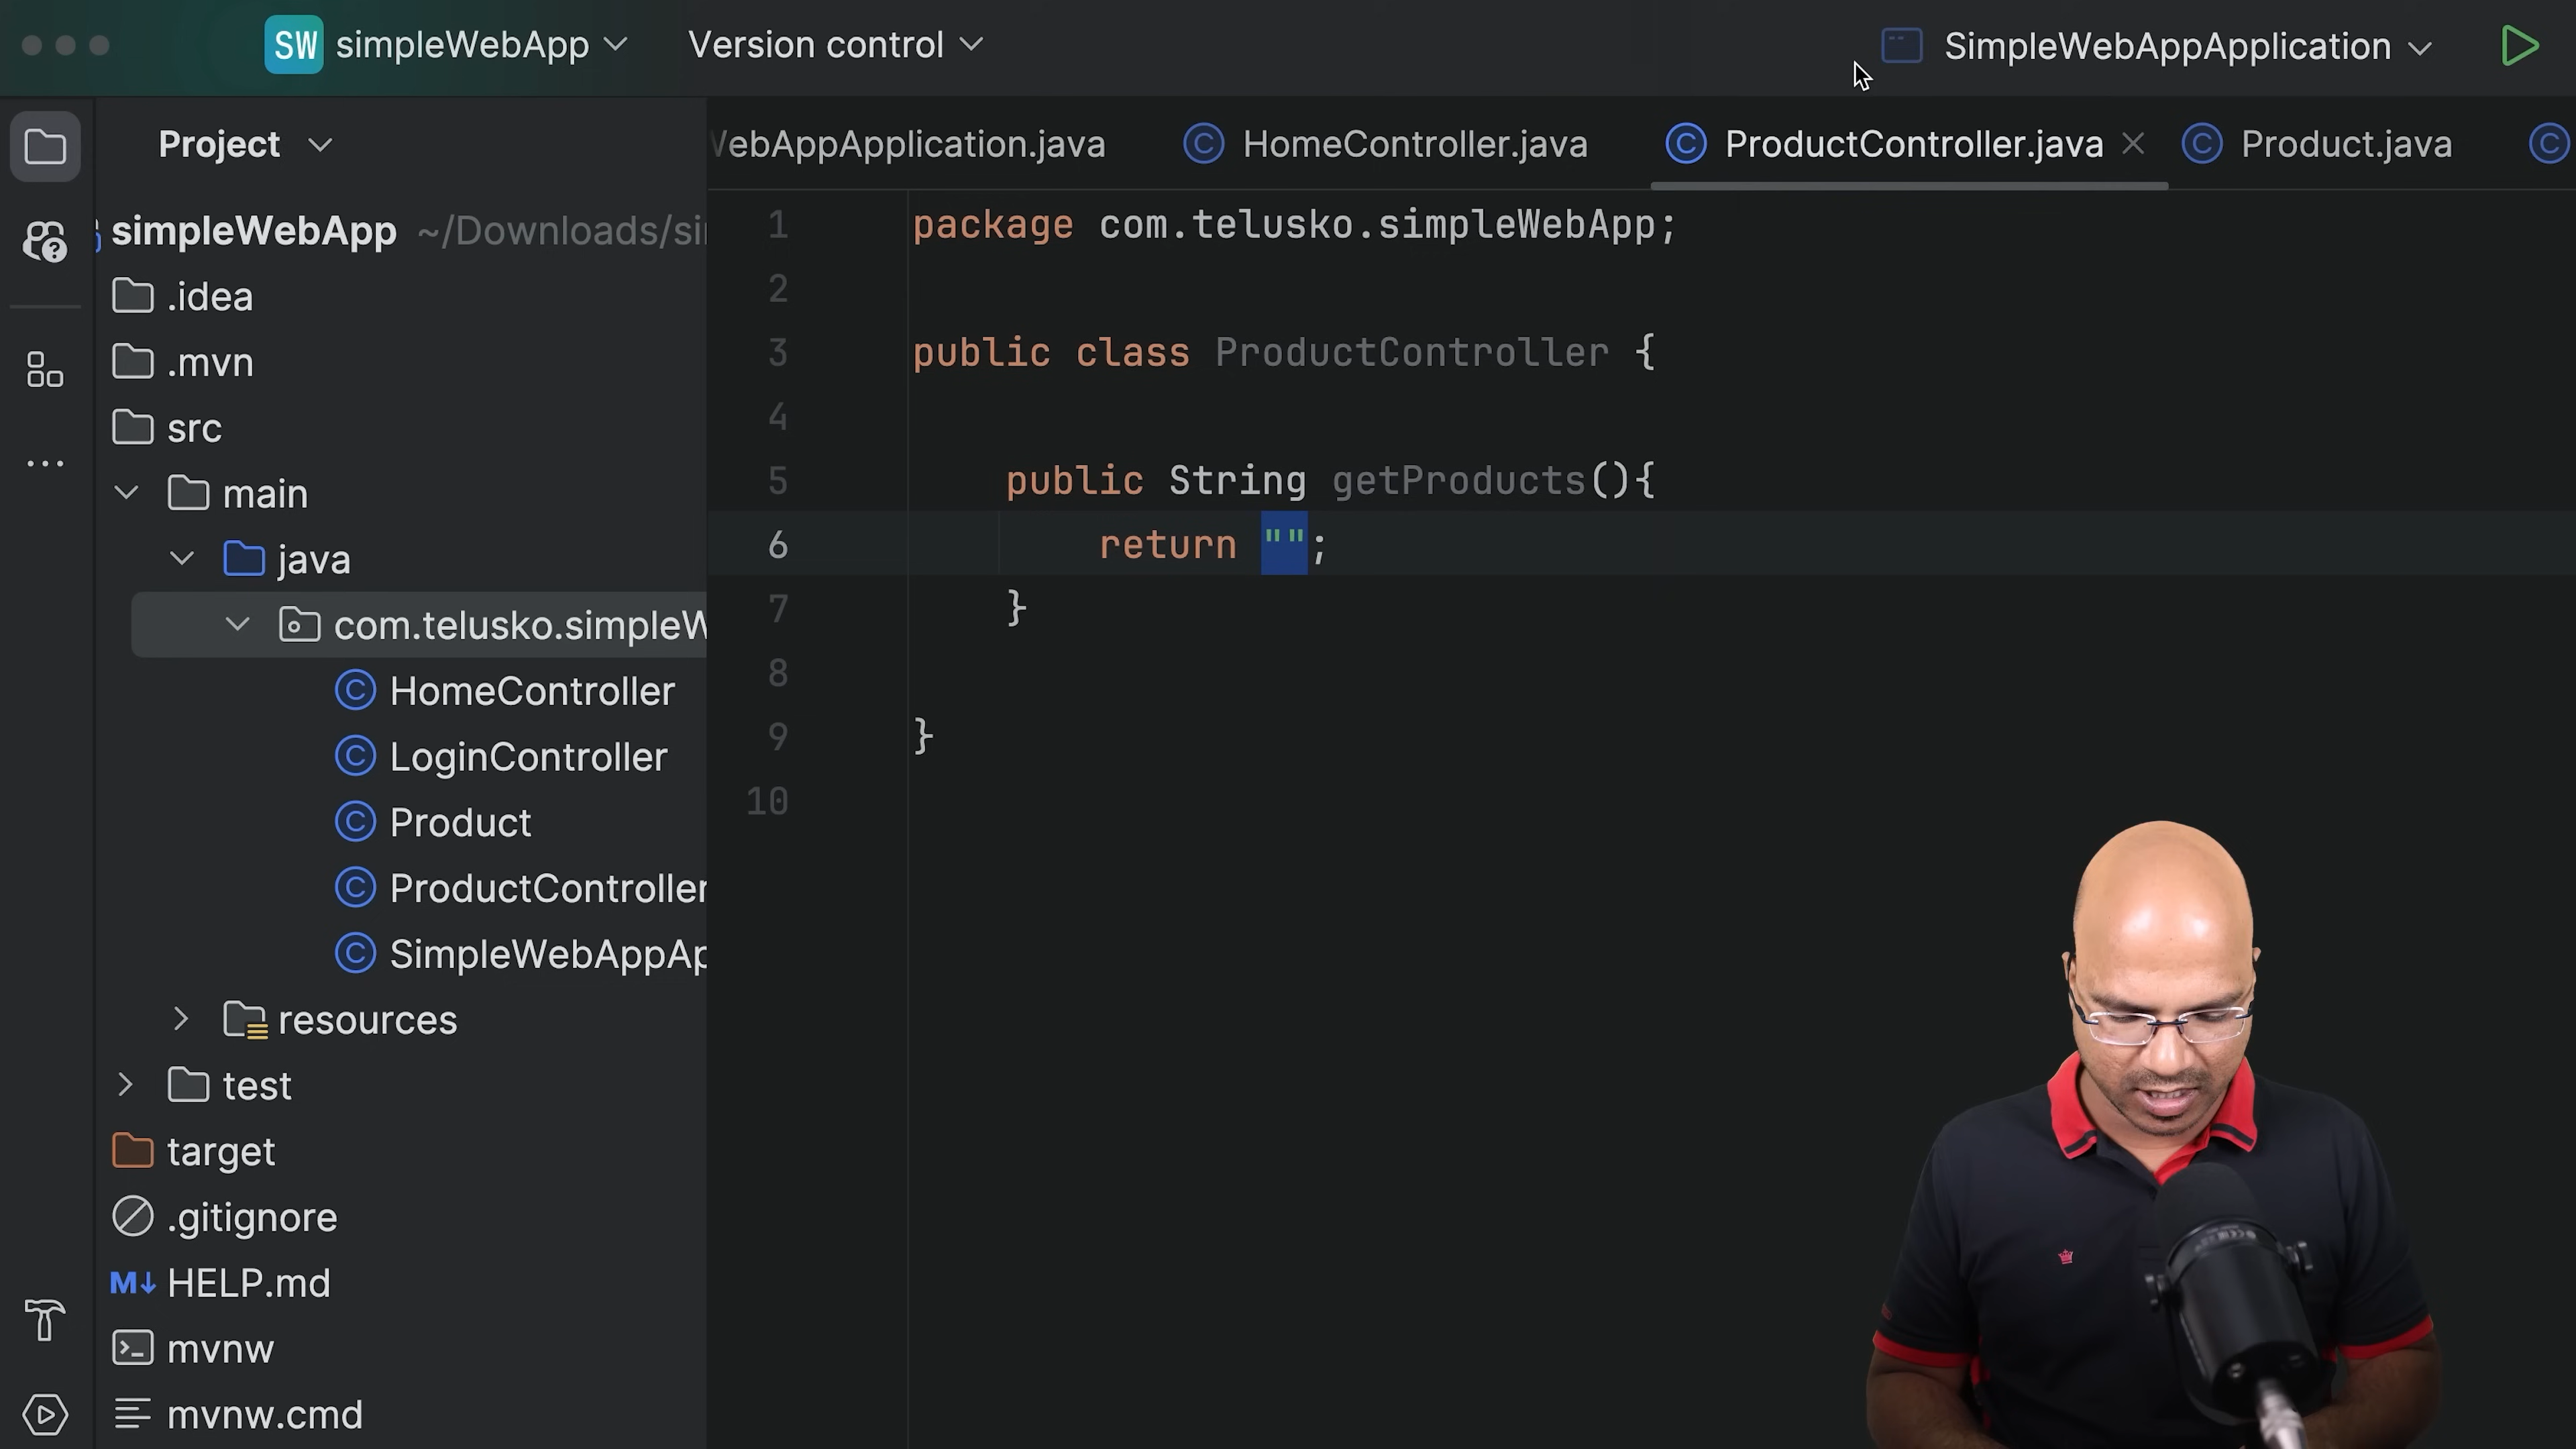 SW simpleWebApp Version control SimpleWebAppApplication
Project
WebAppApplication.java HomeController.java ProductController.java Product.java
simpleWebApp ~/Downloads/si
.idea
.mvn
src
main
java
com.telusko.simpleW
HomeController
LoginController
Product
ProductController
SimpleWebAppAp
resources
test
target
.gitignore
M↓ HELP.md
mvnw
mvnw.cmd
1 package com.telusko.simpleWebApp;
2
3 public class ProductController {
4
5 public String getProducts(){
6 return "";
7 }
8
9 }
10